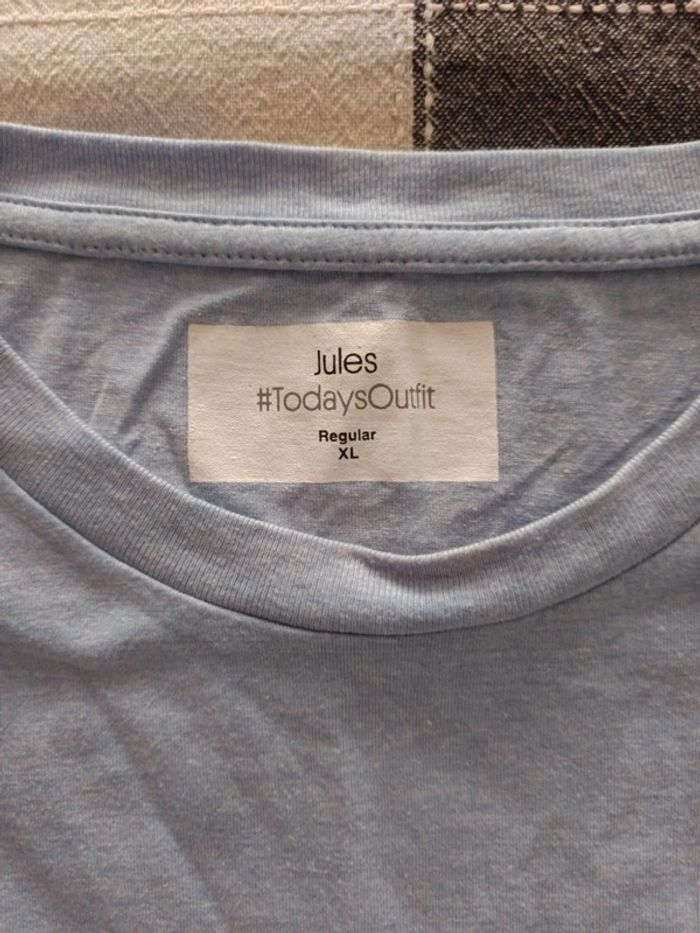 Jules
#TodaysOutfit
Regular
XL